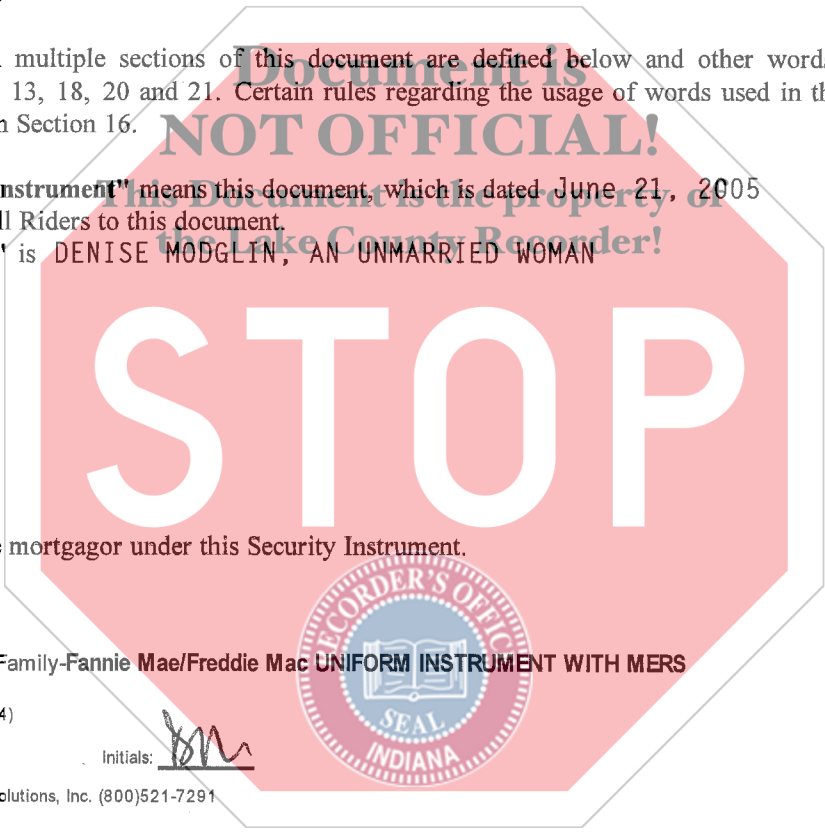 multiple sections of this document are defined below and other word
13, 18, 20 and 21. Certain rules regarding the usage of words used in th
Section 16.
Document is
NOT OFFICIAL!
This Document is the property of
the Lake County Recorder!
nstrument" means this document, which is dated June 21, 2005
ll Riders to this document.
" is DENISE MODGLIN, AN UNMARRIED WOMAN
STOP
mortgagor under this Security Instrument.
RECORDER'S OFFICE
SEAL
INDIANA
Family-Fannie Mae/Freddie Mac UNIFORM INSTRUMENT WITH MERS
4)
Initials: DM
olutions, Inc. (800)521-7291